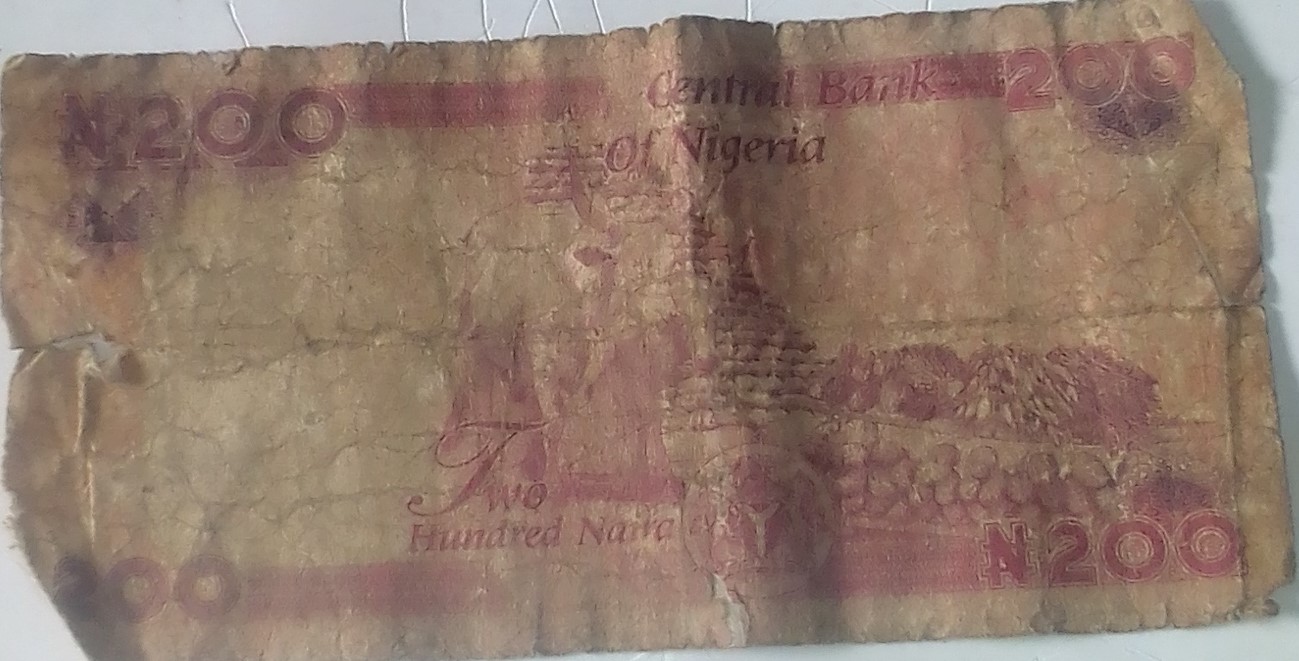 ₦200
Central Bank
200
Of Nigeria
Two
Hundred Naira
200
₦200